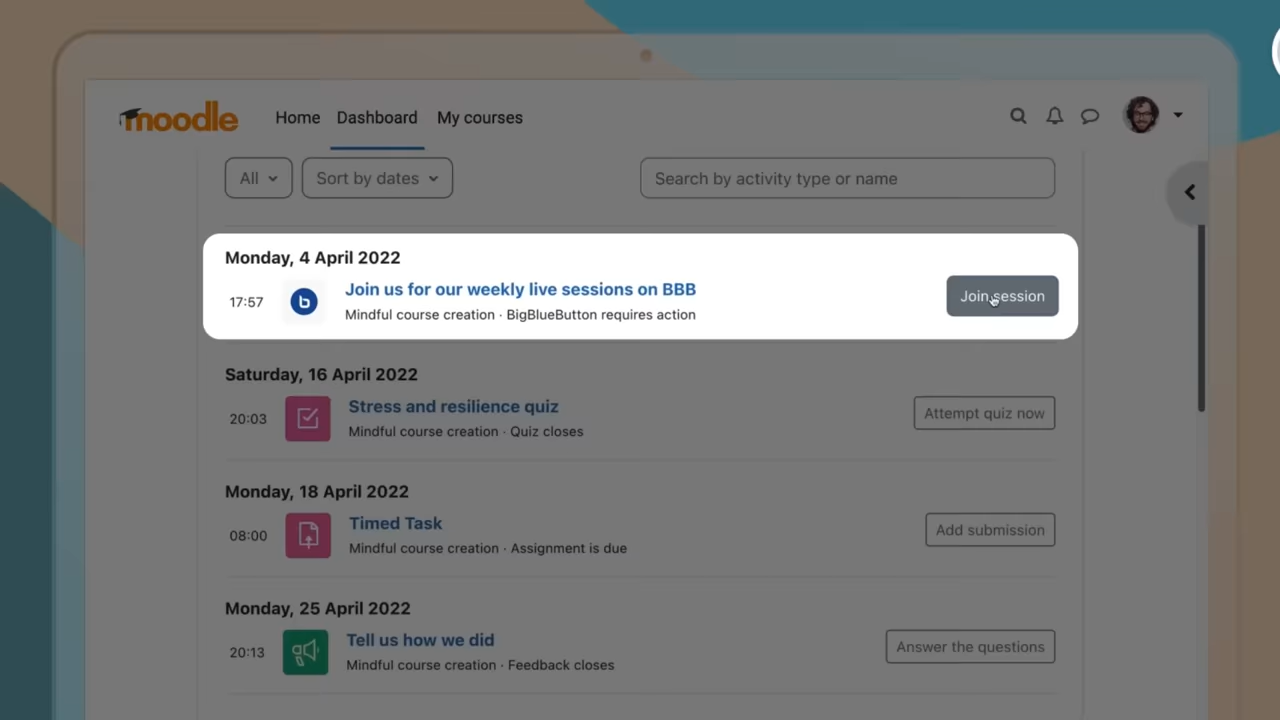 moodle Home Dashboard My courses
All Sort by dates Search by activity type or name
Monday, 4 April 2022
17:57 b Join us for our weekly live sessions on BBB Join session
Mindful course creation · BigBlueButton requires action
Saturday, 16 April 2022
20:03 Stress and resilience quiz Attempt quiz now
Mindful course creation · Quiz closes
Monday, 18 April 2022
08:00 Timed Task Add submission
Mindful course creation · Assignment is due
Monday, 25 April 2022
20:13 Tell us how we did Answer the questions
Mindful course creation · Feedback closes